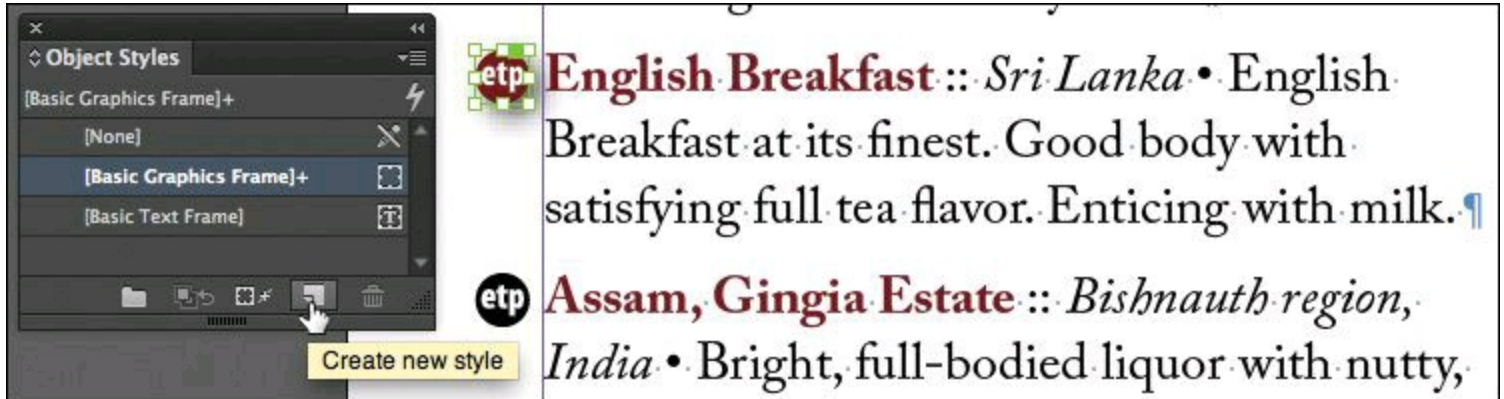 Object Styles
[Basic Graphics Frame]+
[None]
[Basic Graphics Frame]+
[Basic Text Frame]
Create new style
etp English Breakfast :: Sri Lanka • English
Breakfast at its finest. Good body with
satisfying full tea flavor. Enticing with milk.¶
etp Assam, Gingia Estate :: Bishnauth region,
India • Bright, full-bodied liquor with nutty,